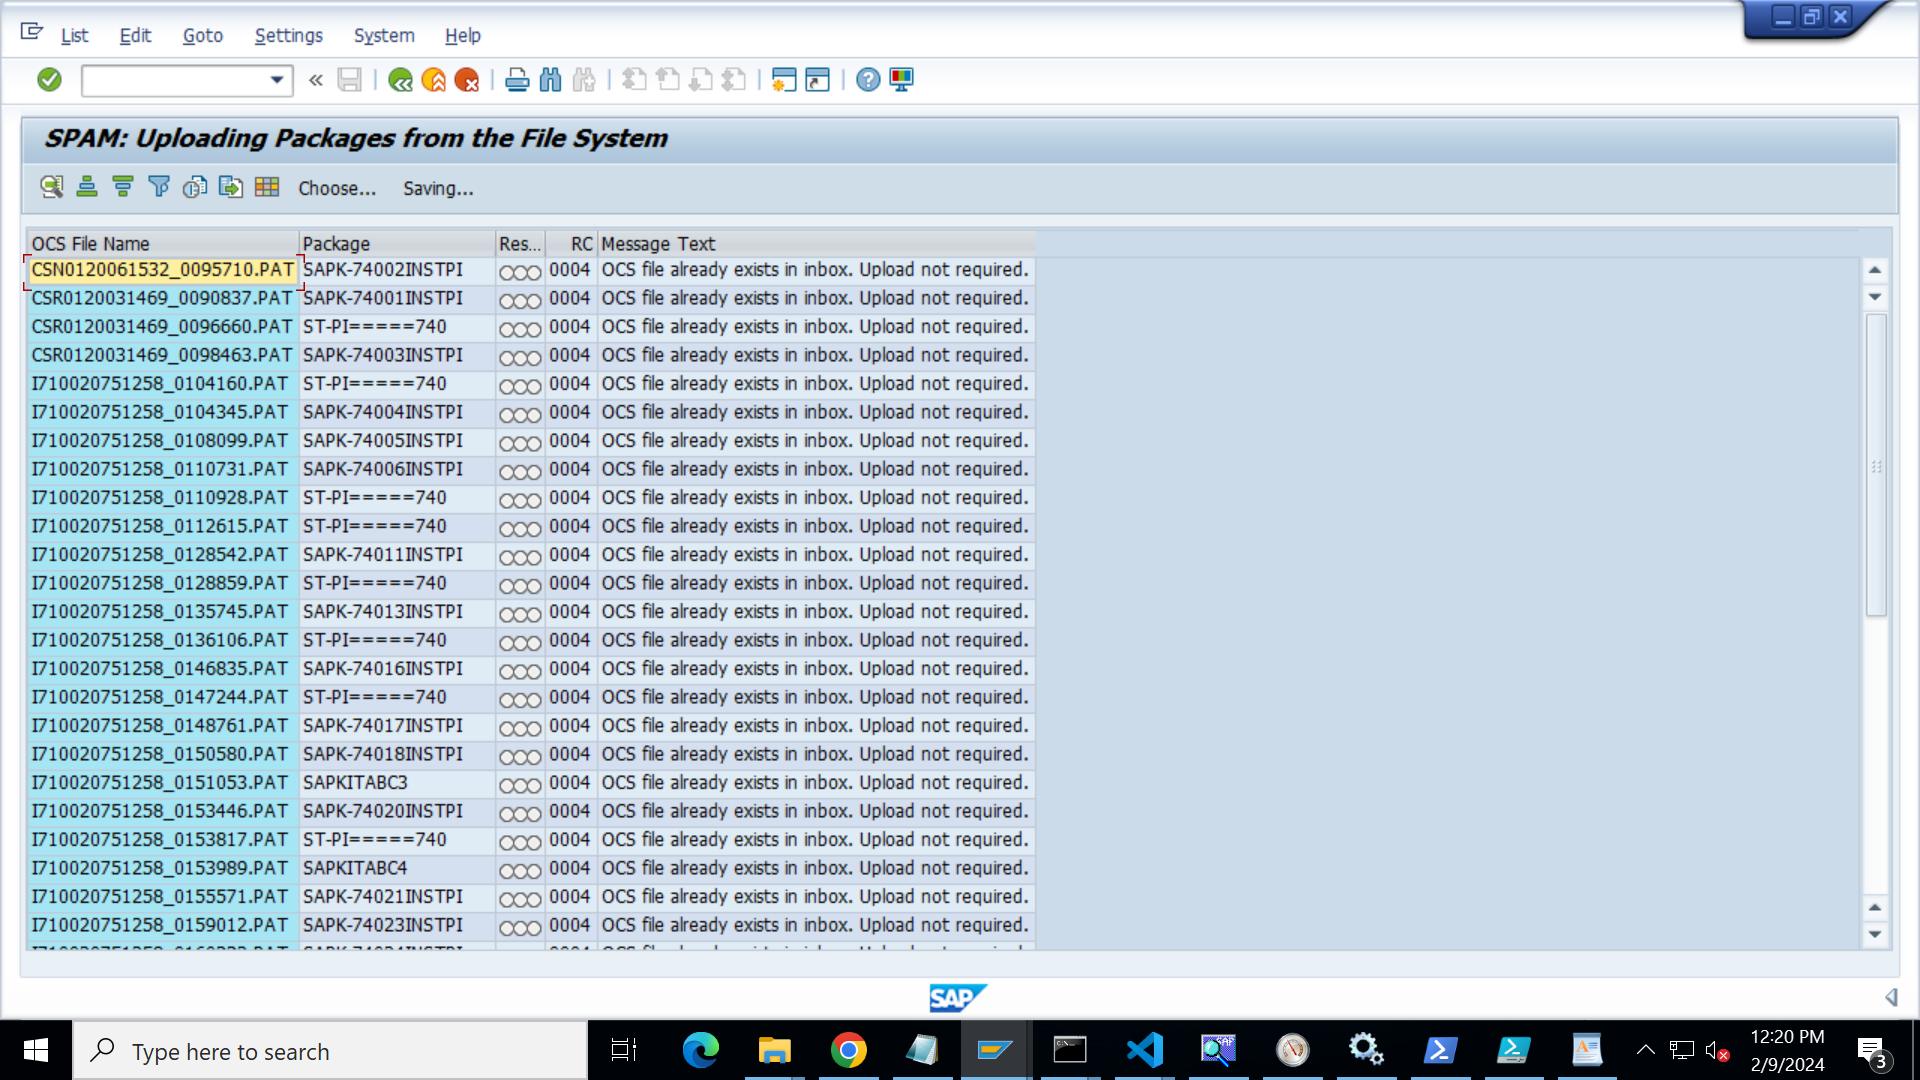 List Edit Goto Settings System Help
SPAM: Uploading Packages from the File System
Choose... Saving...
OCS File Name Package Res... RC Message Text
CSN0120061532_0095710.PAT SAPK-74002INSTPI 0004 OCS file already exists in inbox. Upload not required.
CSR0120031469_0090837.PAT SAPK-74001INSTPI 0004 OCS file already exists in inbox. Upload not required.
CSR0120031469_0096660.PAT ST-PI=====740 0004 OCS file already exists in inbox. Upload not required.
CSR0120031469_0098463.PAT SAPK-74003INSTPI 0004 OCS file already exists in inbox. Upload not required.
I710020751258_0104160.PAT ST-PI=====740 0004 OCS file already exists in inbox. Upload not required.
I710020751258_0104345.PAT SAPK-74004INSTPI 0004 OCS file already exists in inbox. Upload not required.
I710020751258_0108099.PAT SAPK-74005INSTPI 0004 OCS file already exists in inbox. Upload not required.
I710020751258_0110731.PAT SAPK-74006INSTPI 0004 OCS file already exists in inbox. Upload not required.
I710020751258_0110928.PAT ST-PI=====740 0004 OCS file already exists in inbox. Upload not required.
I710020751258_0112615.PAT ST-PI=====740 0004 OCS file already exists in inbox. Upload not required.
I710020751258_0128542.PAT SAPK-74011INSTPI 0004 OCS file already exists in inbox. Upload not required.
I710020751258_0128859.PAT ST-PI=====740 0004 OCS file already exists in inbox. Upload not required.
I710020751258_0135745.PAT SAPK-74013INSTPI 0004 OCS file already exists in inbox. Upload not required.
I710020751258_0136106.PAT ST-PI=====740 0004 OCS file already exists in inbox. Upload not required.
I710020751258_0146835.PAT SAPK-74016INSTPI 0004 OCS file already exists in inbox. Upload not required.
I710020751258_0147244.PAT ST-PI=====740 0004 OCS file already exists in inbox. Upload not required.
I710020751258_0148761.PAT SAPK-74017INSTPI 0004 OCS file already exists in inbox. Upload not required.
I710020751258_0150580.PAT SAPK-74018INSTPI 0004 OCS file already exists in inbox. Upload not required.
I710020751258_0151053.PAT SAPKITABC3 0004 OCS file already exists in inbox. Upload not required.
I710020751258_0153446.PAT SAPK-74020INSTPI 0004 OCS file already exists in inbox. Upload not required.
I710020751258_0153817.PAT ST-PI=====740 0004 OCS file already exists in inbox. Upload not required.
I710020751258_0153989.PAT SAPKITABC4 0004 OCS file already exists in inbox. Upload not required.
I710020751258_0155571.PAT SAPK-74021INSTPI 0004 OCS file already exists in inbox. Upload not required.
I710020751258_0159012.PAT SAPK-74023INSTPI 0004 OCS file already exists in inbox. Upload not required.
SAP
Type here to search
12:20 PM
2/9/2024
3